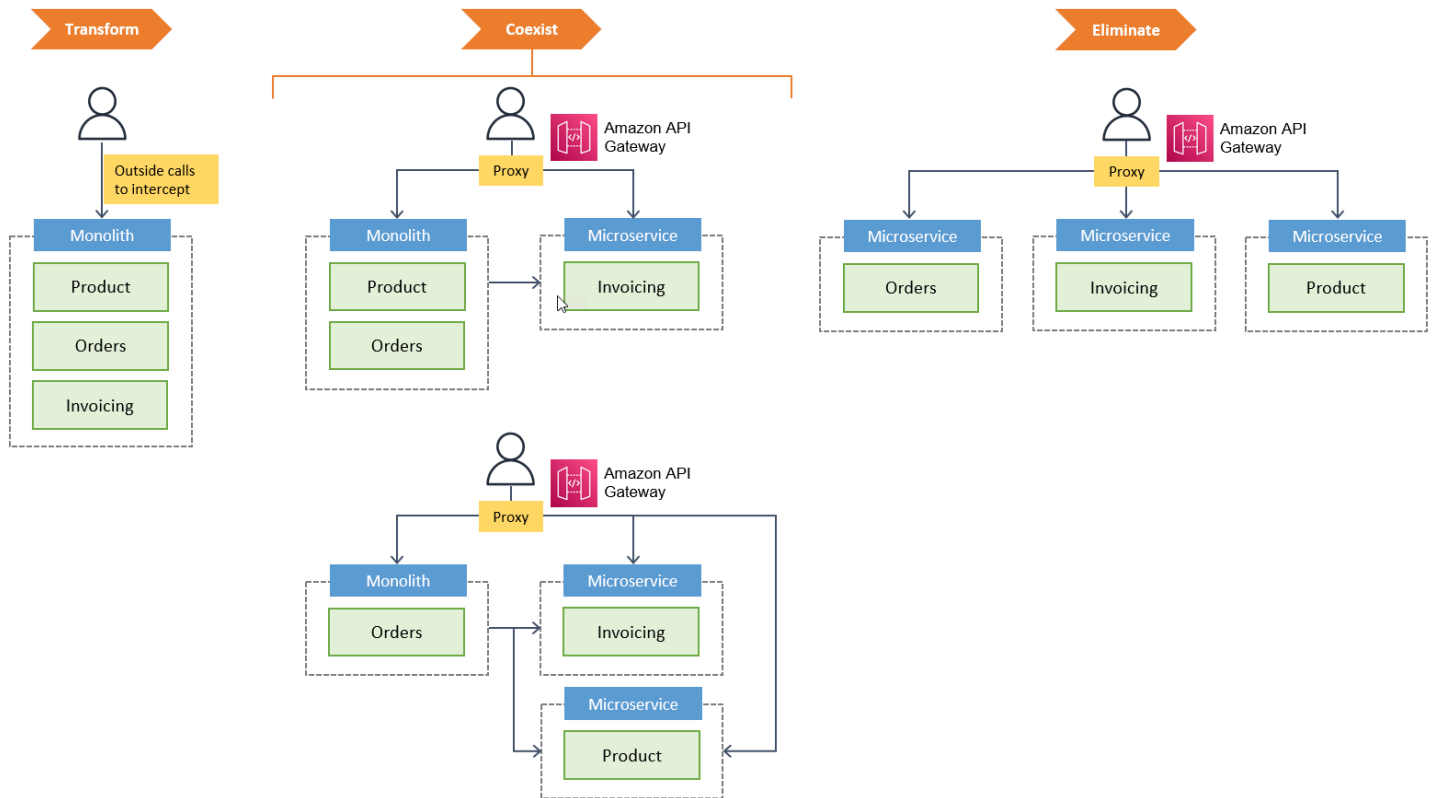 Transform
Coexist
Eliminate
Outside calls
to intercept
Monolith
Product
Orders
Invoicing
Amazon API
Gateway
Proxy
Monolith
Product
Orders
Microservice
Invoicing
Amazon API
Gateway
Proxy
Monolith
Orders
Microservice
Invoicing
Microservice
Product
Amazon API
Gateway
Proxy
Microservice
Orders
Microservice
Invoicing
Microservice
Product